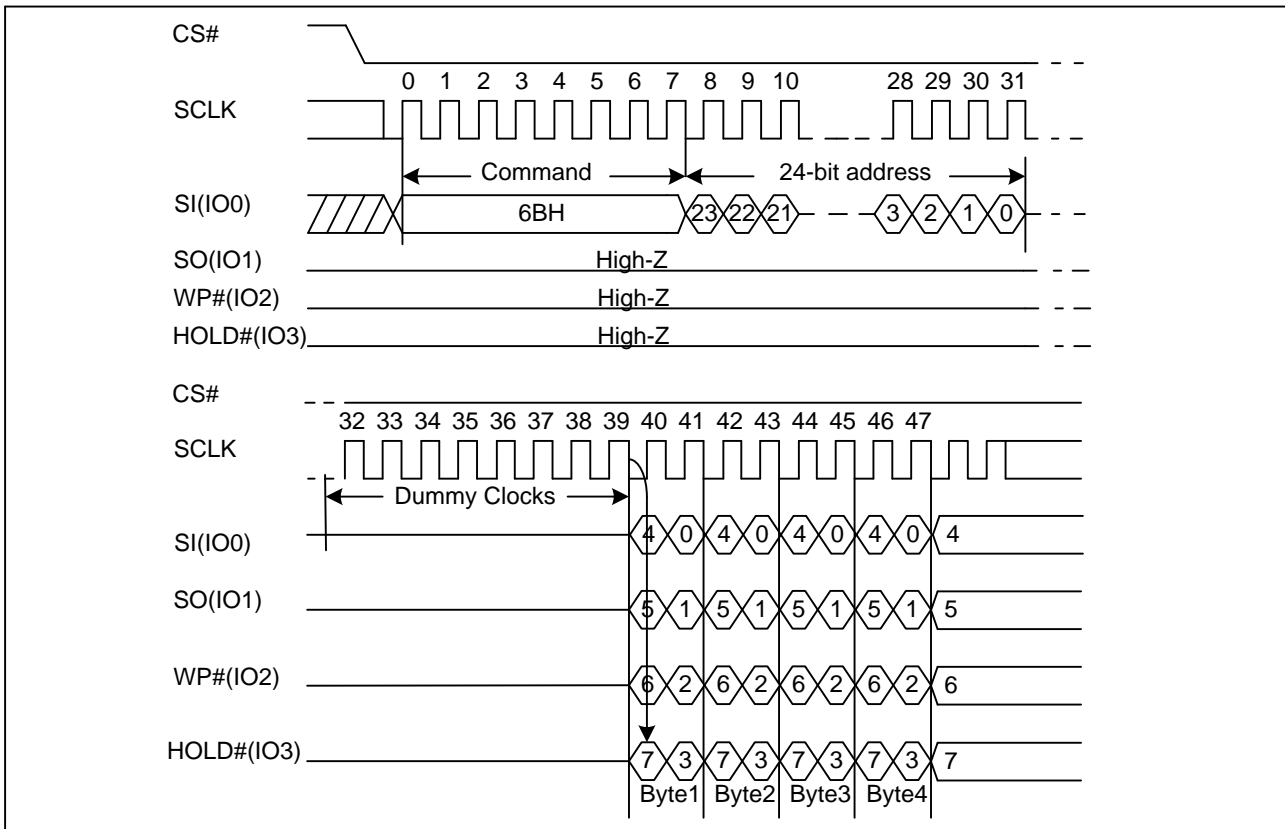 CS#
0 1 2 3 4 5 6 7 8 9 10 28 29 30 31
SCLK
Command 24-bit address
SI(IO0) 6BH 23 22 21 3 2 1 0
SO(IO1) High-Z
WP#(IO2) High-Z
HOLD#(IO3) High-Z
CS#
32 33 34 35 36 37 38 39 40 41 42 43 44 45 46 47
SCLK
Dummy Clocks
SI(IO0) 4 0 4 0 4 0 4 0 4
SO(IO1) 5 1 5 1 5 1 5 1 5
WP#(IO2) 6 2 6 2 6 2 6 2 6
HOLD#(IO3) 7 3 7 3 7 3 7 3 7
Byte1 Byte2 Byte3 Byte4